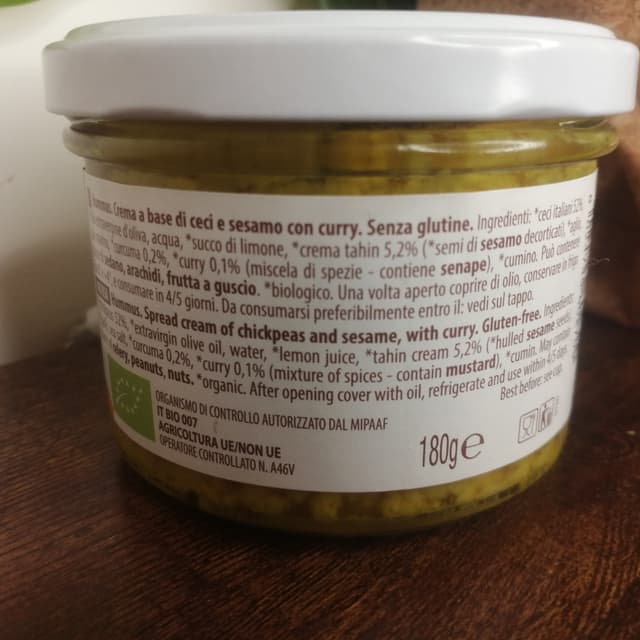 Hummus. Crema a base di ceci e sesamo con curry. Senza glutine. Ingredienti: *ceci italiani 52%,
d'oliva, acqua, *succo di limone, *crema tahin 5,2% (*semi di sesamo decorticati), *aglio,
*curcuma 0,2%, *curry 0,1% (miscela di spezie - contiene senape), *cumino. Può contenere
sedano, arachidi, frutta a guscio. *biologico. Una volta aperto coprire di olio, conservare in frigo
e consumare in 4/5 giorni. Da consumarsi preferibilmente entro il: vedi sul tappo.
Hummus. Spread cream of chickpeas and sesame, with curry. Gluten-free. Ingredients:
*extravirgin olive oil, water, *lemon juice, *tahin cream 5,2% (*hulled sesame seeds),
salt, *curcuma 0,2%, *curry 0,1% (mixture of spices - contain mustard), *cumin. May contain
celery, peanuts, nuts. *organic. After opening cover with oil, refrigerate and use within 4/5 days.
Best before: see cap.
ORGANISMO DI CONTROLLO AUTORIZZATO DAL MIPAAF
IT BIO 007
AGRICOLTURA UE/NON UE
OPERATORE CONTROLLATO N. A46V
180g e